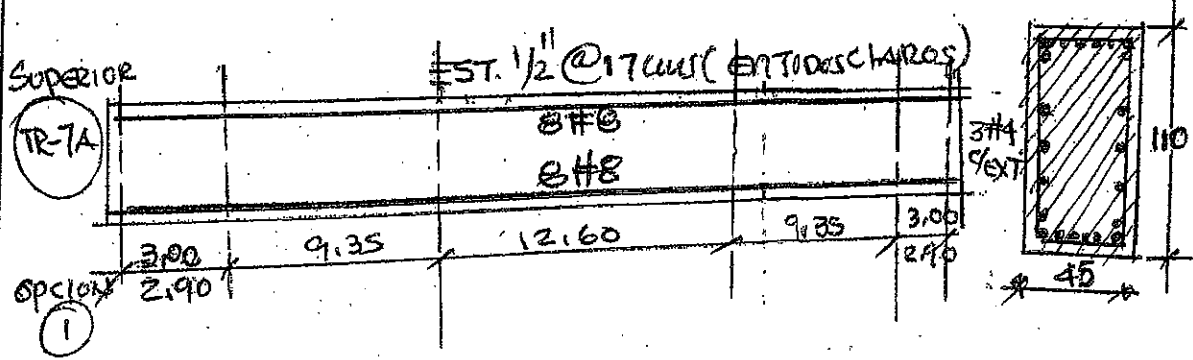 SUPERIOR
TR-7A
EST. 1/2" @17cms (EN TODOS CLAROS)
8#8
8#8
3#4
c/EXT.
110
45
3,00 9,35 12,60 9,35 3,00
OPCION 2,90 2,90
1